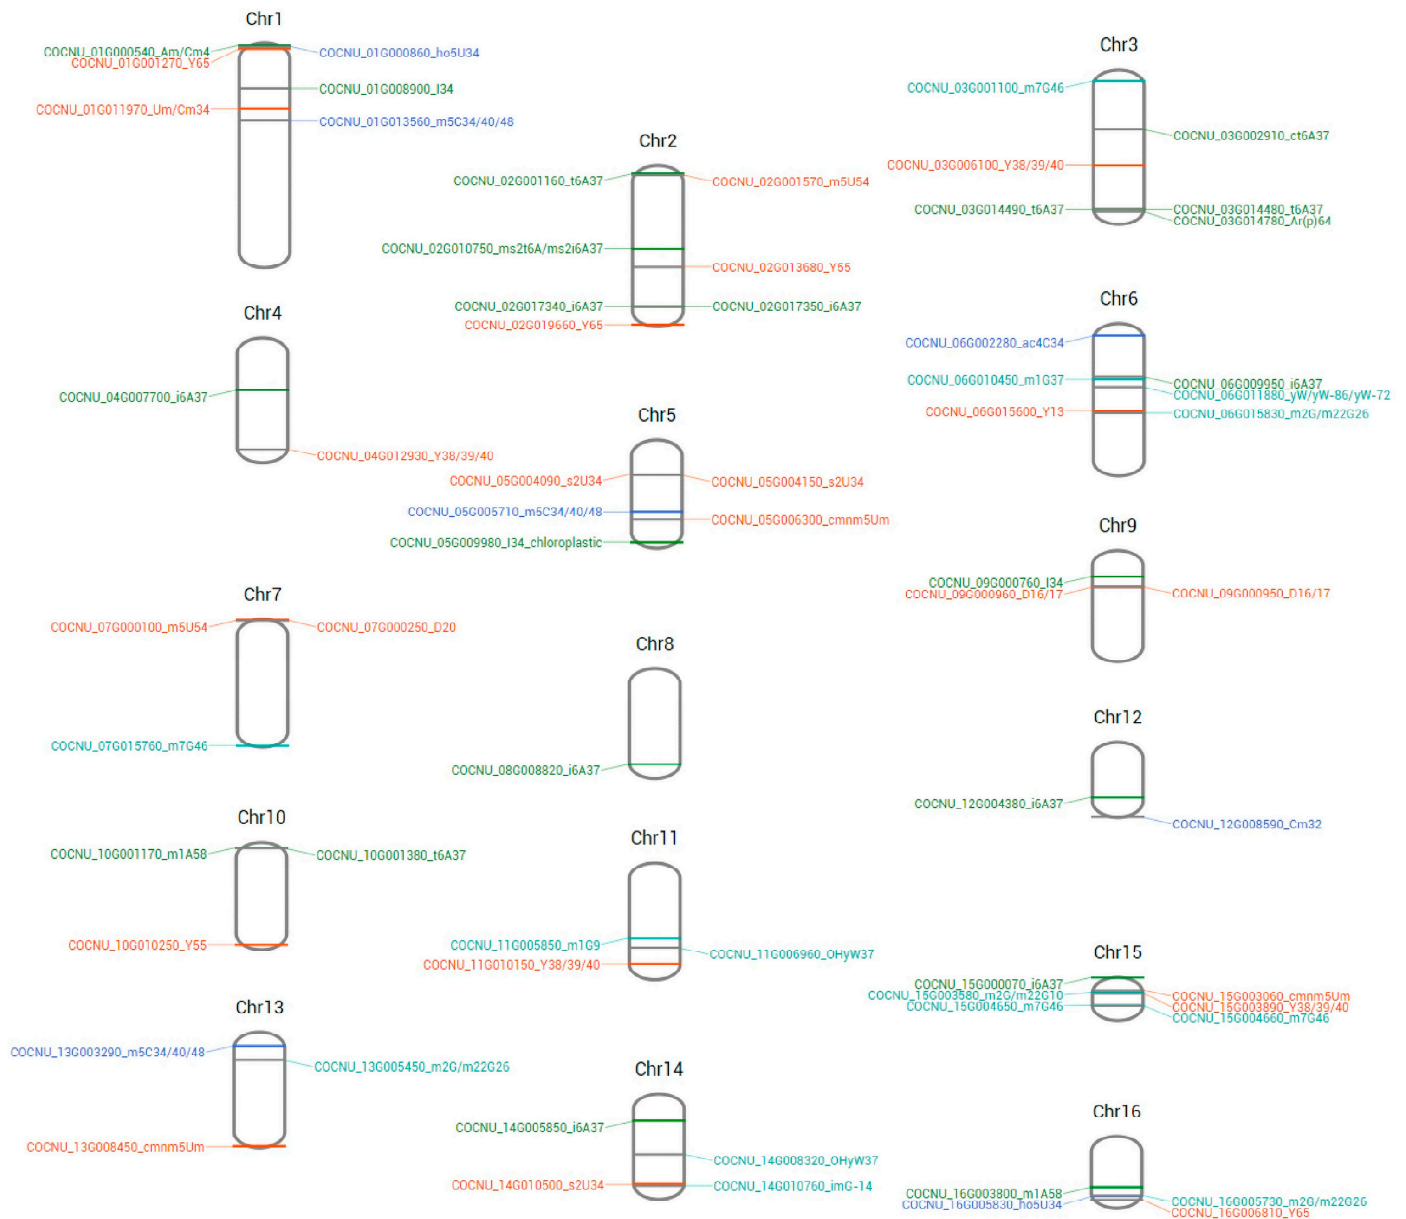 Chr1
COCNU_01G000540_Am/Cm4
COCNU_01G000860_ho5U34
COCNU_01G001270_Y65
COCNU_01G008900_I34
COCNU_01G011970_Um/Cm34
COCNU_01G013560_m5C34/40/48
Chr2
COCNU_02G001160_t6A37
COCNU_02G001570_m5U54
COCNU_02G010750_ms2t6A/ms2i6A37
COCNU_02G013680_Y55
COCNU_02G017340_i6A37
COCNU_02G017350_i6A37
COCNU_02G019660_Y65
Chr3
COCNU_03G001100_m7G46
COCNU_03G002910_ct6A37
COCNU_03G006100_Y38/39/40
COCNU_03G014490_t6A37
COCNU_03G014480_t6A37
COCNU_03G014780_Ar(p)64
Chr4
COCNU_04G007700_i6A37
COCNU_04G012930_Y38/39/40
Chr5
COCNU_05G004090_s2U34
COCNU_05G004150_s2U34
COCNU_05G005710_m5C34/40/48
COCNU_05G006300_cmnm5Um
COCNU_05G009980_I34_chloroplastic
Chr6
COCNU_06G002280_ac4C34
COCNU_06G010450_m1G37
COCNU_06G009950_i6A37
COCNU_06G011880_yW/yW-86/yW-72
COCNU_06G015600_Y13
COCNU_06G015830_m2G/m22G26
Chr7
COCNU_07G000100_m5U54
COCNU_07G000250_D20
COCNU_07G015760_m7G46
Chr8
COCNU_08G008820_i6A37
Chr9
COCNU_09G000760_I34
COCNU_09G000960_D16/17
COCNU_09G000950_D16/17
Chr10
COCNU_10G001170_m1A58
COCNU_10G001380_t6A37
COCNU_10G010250_Y55
Chr11
COCNU_11G005850_m1G9
COCNU_11G006960_OHyW37
COCNU_11G010150_Y38/39/40
Chr12
COCNU_12G004380_i6A37
COCNU_12G008590_Cm32
Chr13
COCNU_13G003290_m5C34/40/48
COCNU_13G005450_m2G/m22G26
COCNU_13G008450_cmnm5Um
Chr14
COCNU_14G005850_i6A37
COCNU_14G008320_OHyW37
COCNU_14G010500_s2U34
COCNU_14G010760_imG-14
Chr15
COCNU_15G000070_i6A37
COCNU_15G003580_m2G/m22G10
COCNU_15G003060_cmnm5Um
COCNU_15G003890_Y38/39/40
COCNU_15G004650_m7G46
COCNU_15G004660_m7G46
Chr16
COCNU_16G003800_m1A58
COCNU_16G005730_m2G/m22G26
COCNU_16G005830_ho5U34
COCNU_16G006810_Y65